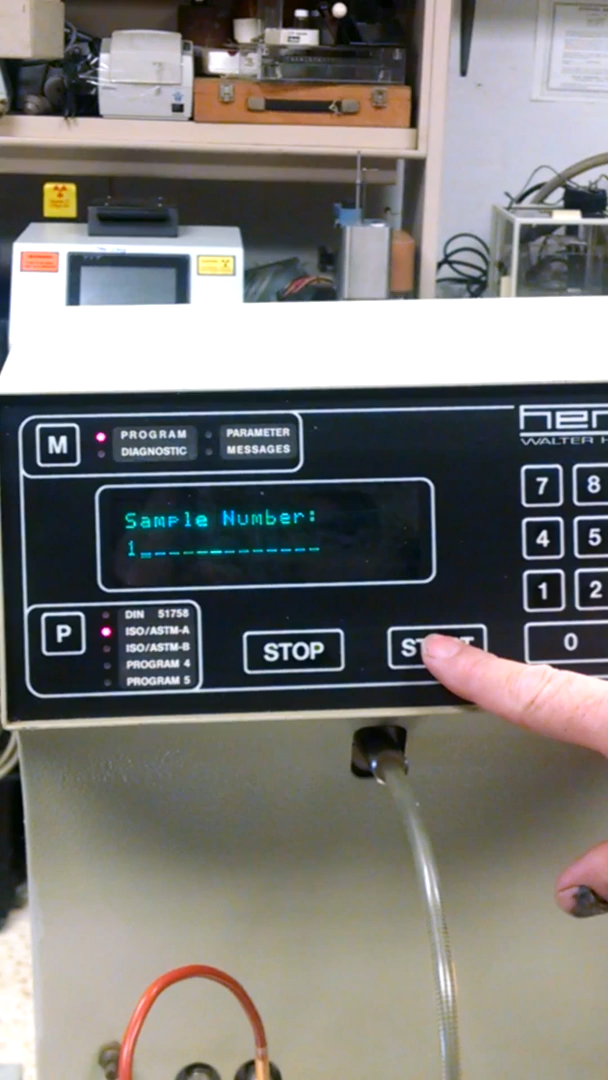 her
WALTER H
M
PROGRAM
DIAGNOSTIC
PARAMETER
MESSAGES
Sample Number:
1_____________
7
8
4
5
1
2
0
P
DIN 51758
ISO/ASTM-A
ISO/ASTM-B
PROGRAM 4
PROGRAM 5
STOP
START